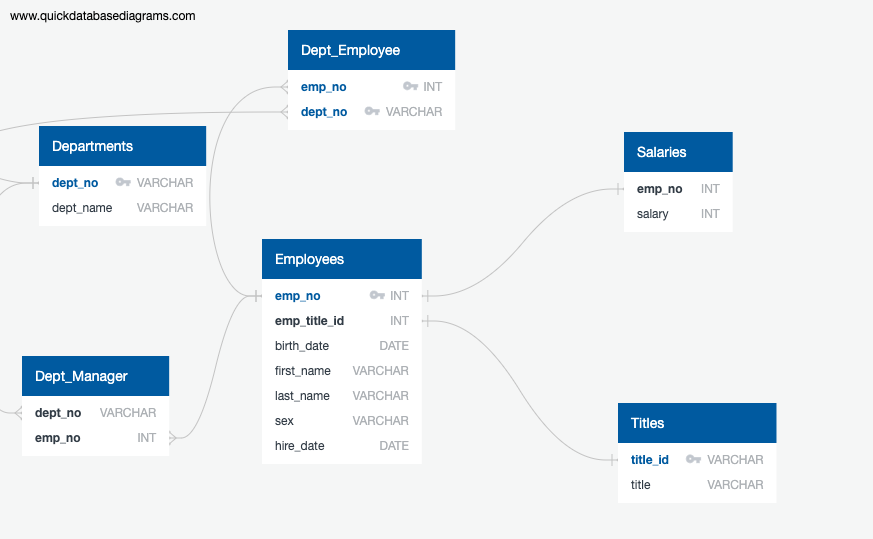 www.quickdatabasediagrams.com
Dept_Employee
emp_no INT
dept_no VARCHAR
Departments
dept_no VARCHAR
dept_name VARCHAR
Salaries
emp_no INT
salary INT
Employees
emp_no INT
emp_title_id INT
birth_date DATE
first_name VARCHAR
last_name VARCHAR
sex VARCHAR
hire_date DATE
Dept_Manager
dept_no VARCHAR
emp_no INT
Titles
title_id VARCHAR
title VARCHAR